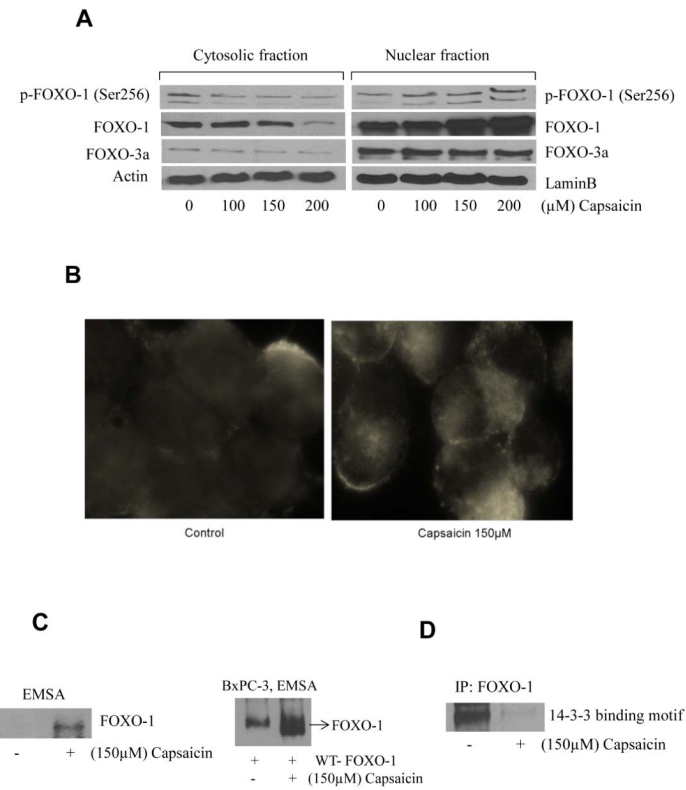 A
Cytosolic fraction Nuclear fraction
p-FOXO-1 (Ser256) p-FOXO-1 (Ser256)
FOXO-1 FOXO-1
FOXO-3a FOXO-3a
Actin LaminB
0 100 150 200 0 100 150 200 (µM) Capsaicin
B
Control Capsaicin 150µM
C
EMSA
FOXO-1
- + (150µM) Capsaicin
BxPC-3, EMSA
FOXO-1
+ + WT- FOXO-1
- + (150µM) Capsaicin
D
IP: FOXO-1
14-3-3 binding motif
- + (150µM) Capsaicin